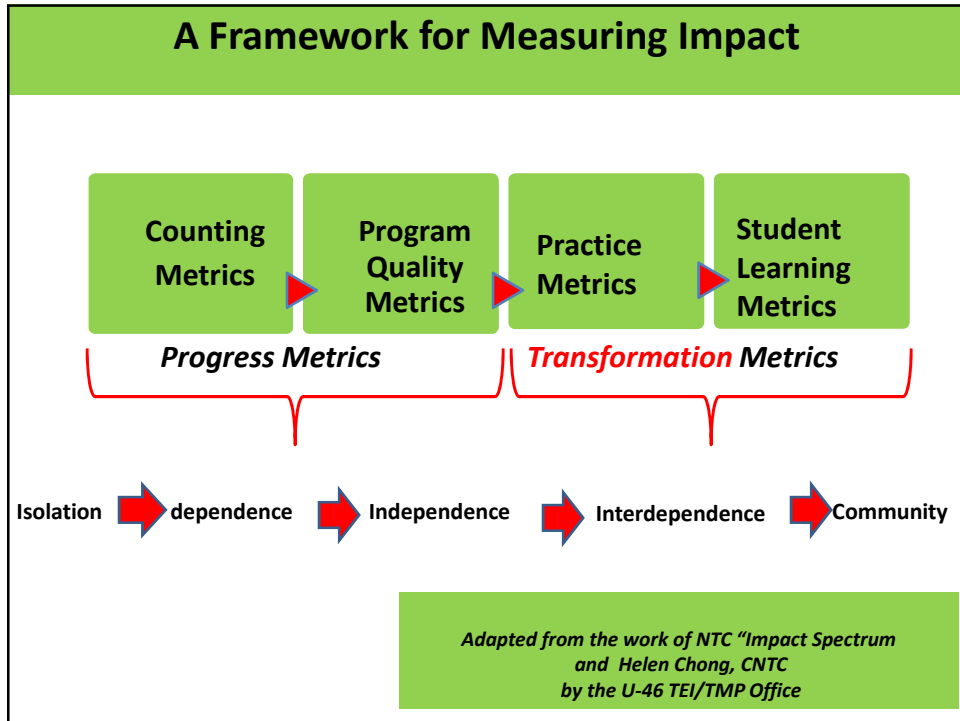 A Framework for Measuring Impact
Counting
Metrics
Program
Quality
Metrics
Practice
Metrics
Student
Learning
Metrics
Progress Metrics
Transformation Metrics
Isolation
dependence
Independence
Interdependence
Community
Adapted from the work of NTC “Impact Spectrum
and Helen Chong, CNTC
by the U-46 TEI/TMP Office